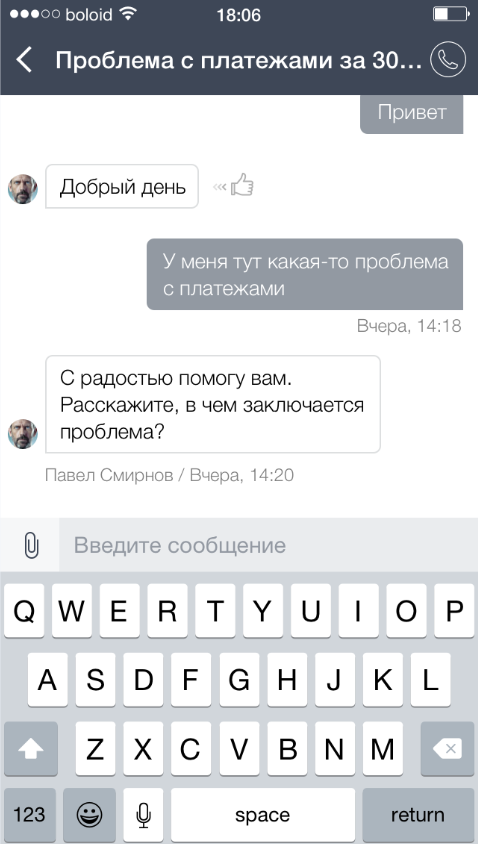 boloid 18:06
Проблема с платежами за 30...
Привет
Добрый день
У меня тут какая-то проблема
с платежами
Вчера, 14:18
С радостью помогу вам.
Расскажите, в чем заключается
проблема?
Павел Смирнов / Вчера, 14:20
Введите сообщение
Q W E R T Y U I O P
A S D F G H J K L
Z X C V B N M
123 space return